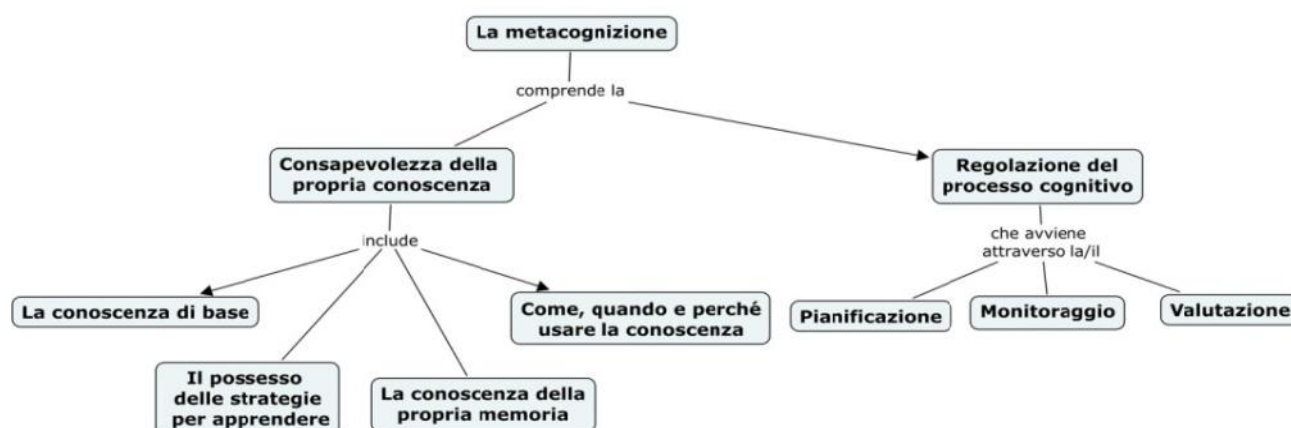 La metacognizione
comprende la
Consapevolezza della
propria conoscenza
Regolazione del
processo cognitivo
include
che avviene
attraverso la/il
La conoscenza di base
Come, quando e perché
usare la conoscenza
Pianificazione
Monitoraggio
Valutazione
Il possesso
delle strategie
per apprendere
La conoscenza della
propria memoria